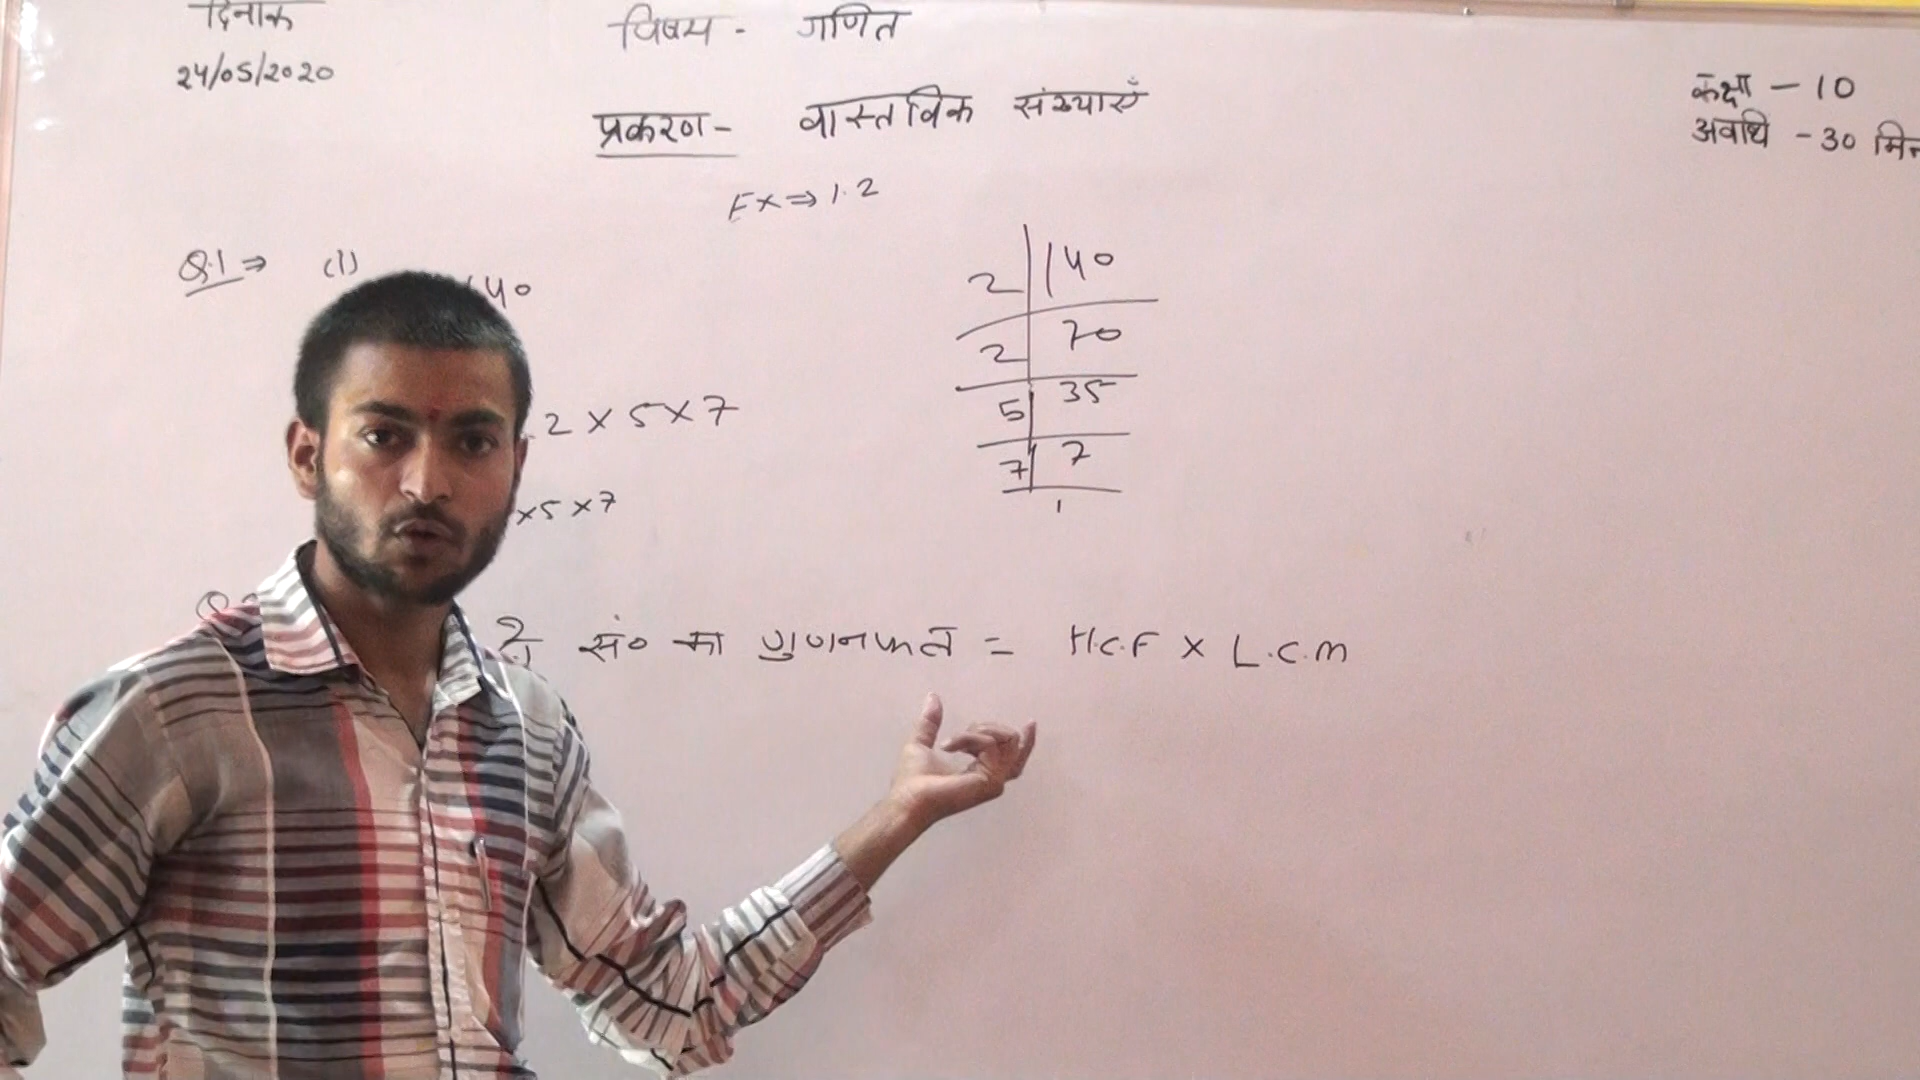 दिनांक
24/05/2020
विषय - गणित
कक्षा - 10
अवधि - 30
प्रकरण - वास्तविक संख्याएँ
Ex ⇒ 1.2
Q.1 ⇒ (1) 140
2 × 5 × 7
×5 ×7
2 | 140
2 | 70
5 | 35
7 | 7
1
सं० का गुणनफल = H.C.F × L.C.M